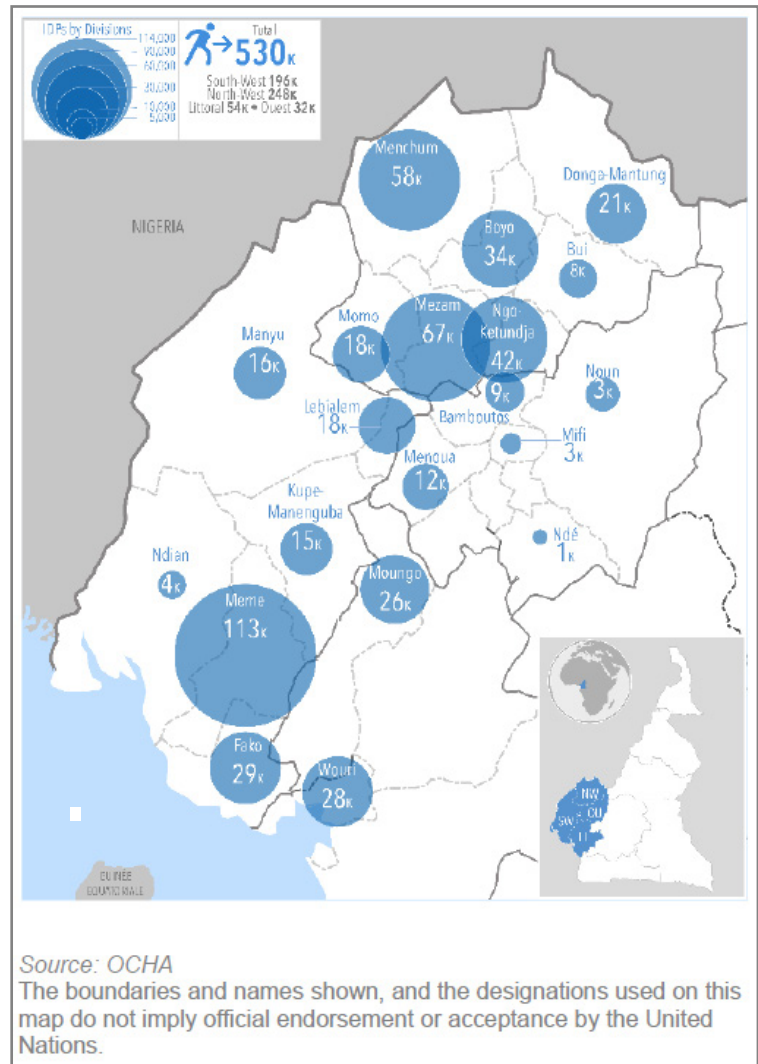 IDPs by Divisions
114,000
90,000
60,000
30,000
10,000
5,000
Total
530K
South-West 196K
North-West 248K
Littoral 54K • Ouest 32K
NIGERIA
Menchum
58K
Donga-Mantung
21K
Boyo
34K
Bui
8K
Mezam
67K
Ngo-
Ketundja
42K
Momo
18K
Manyu
16K
Noun
3K
9K
Bamboutos
Lebialem
18K
Mifi
3K
Menoua
12K
Kupe-
Manenguba
15K
Ndé
1K
Ndian
4K
Moungo
26K
Meme
113K
Fako
29K
Wouri
28K
NW
SW
OU
LT
GUINÉE
EQUATORIALE
Source: OCHA
The boundaries and names shown, and the designations used on this
map do not imply official endorsement or acceptance by the United
Nations.